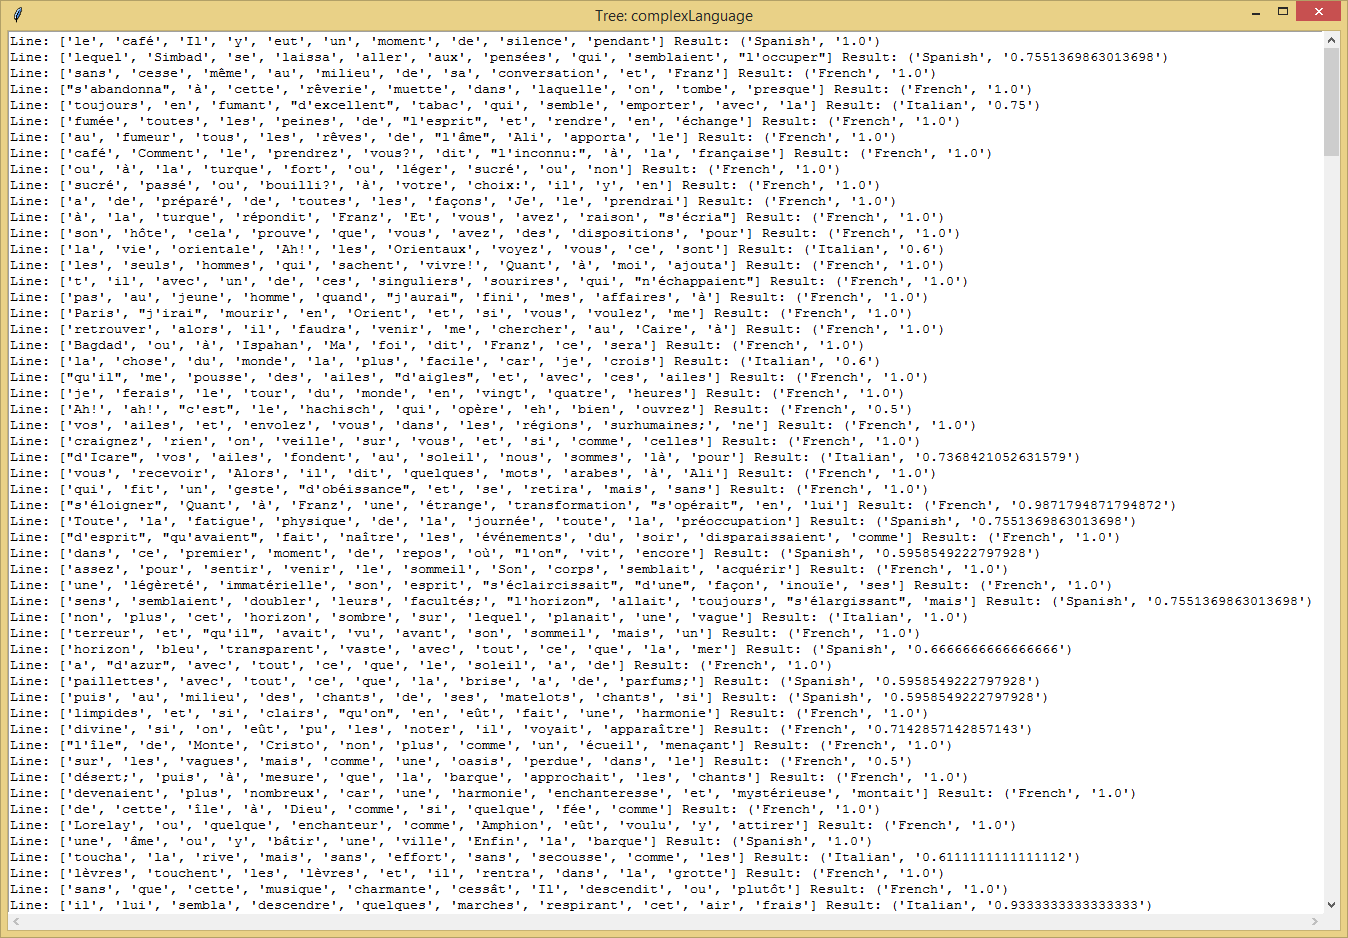 Tree: complexLanguage
Line: ['le', 'café', 'Il', 'y', 'eut', 'un', 'moment', 'de', 'silence', 'pendant'] Result: ('Spanish', '1.0')
Line: ['lequel', 'Simbad', 'se', 'laissa', 'aller', 'aux', 'pensées', 'qui', 'semblaient', "l'occuper"] Result: ('Spanish', '0.7551369863013698')
Line: ['sans', 'cesse', 'même', 'au', 'milieu', 'de', 'sa', 'conversation', 'et', 'Franz'] Result: ('French', '1.0')
Line: ["s'abandonna", 'à', 'cette', 'rêverie', 'muette', 'dans', 'laquelle', 'on', 'tombe', 'presque'] Result: ('French', '1.0')
Line: ['toujours', 'en', 'fumant', "d'excellent", 'tabac', 'qui', 'semble', 'emporter', 'avec', 'la'] Result: ('Italian', '0.75')
Line: ['fumée', 'toutes', 'les', 'peines', 'de', "l'esprit", 'et', 'rendre', 'en', 'échange'] Result: ('French', '1.0')
Line: ['au', 'fumeur', 'tous', 'les', 'rêves', 'de', "l'âme", 'Ali', 'apporta', 'le'] Result: ('French', '1.0')
Line: ['café', 'Comment', 'le', 'prendrez', 'vous?', 'dit', "l'inconnu:", 'à', 'la', 'française'] Result: ('French', '1.0')
Line: ['ou', 'à', 'la', 'turque', 'fort', 'ou', 'léger', 'sucré', 'ou', 'non'] Result: ('French', '1.0')
Line: ['sucré', 'passé', 'ou', 'bouilli?', 'à', 'votre', 'choix:', 'il', 'y', 'en'] Result: ('French', '1.0')
Line: ['a', 'de', 'préparé', 'de', 'toutes', 'les', 'façons', 'Je', 'le', 'prendrai'] Result: ('French', '1.0')
Line: ['à', 'la', 'turque', 'répondit', 'Franz', 'Et', 'vous', 'avez', 'raison', "s'écria"] Result: ('French', '1.0')
Line: ['son', 'hôte', 'cela', 'prouve', 'que', 'vous', 'avez', 'des', 'dispositions', 'pour'] Result: ('French', '1.0')
Line: ['la', 'vie', 'orientale', 'Ah!', 'les', 'Orientaux', 'voyez', 'vous', 'ce', 'sont'] Result: ('Italian', '0.6')
Line: ['les', 'seuls', 'hommes', 'qui', 'sachent', 'vivre!', 'Quant', 'à', 'moi', 'ajouta'] Result: ('French', '1.0')
Line: ['t', 'il', 'avec', 'un', 'de', 'ces', 'singuliers', 'sourires', 'qui', "n'échappaient"] Result: ('French', '1.0')
Line: ['pas', 'au', 'jeune', 'homme', 'quand', "j'aurai", 'fini', 'mes', 'affaires', 'à'] Result: ('French', '1.0')
Line: ['Paris', "j'irai", 'mourir', 'en', 'Orient', 'et', 'si', 'vous', 'voulez', 'me'] Result: ('French', '1.0')
Line: ['retrouver', 'alors', 'il', 'faudra', 'venir', 'me', 'chercher', 'au', 'Caire', 'à'] Result: ('French', '1.0')
Line: ['Bagdad', 'ou', 'à', 'Ispahan', 'Ma', 'foi', 'dit', 'Franz', 'ce', 'sera'] Result: ('French', '1.0')
Line: ['la', 'chose', 'du', 'monde', 'la', 'plus', 'facile', 'car', 'je', 'crois'] Result: ('Italian', '0.6')
Line: ["qu'il", 'me', 'pousse', 'des', 'ailes', "d'aigles", 'et', 'avec', 'ces', 'ailes'] Result: ('French', '1.0')
Line: ['je', 'ferais', 'le', 'tour', 'du', 'monde', 'en', 'vingt', 'quatre', 'heures'] Result: ('French', '1.0')
Line: ['Ah!', 'ah!', "c'est", 'le', 'hachisch', 'qui', 'opère', 'eh', 'bien', 'ouvrez'] Result: ('French', '0.5')
Line: ['vos', 'ailes', 'et', 'envolez', 'vous', 'dans', 'les', 'régions', 'surhumaines;', 'ne'] Result: ('French', '1.0')
Line: ['craignez', 'rien', 'on', 'veille', 'sur', 'vous', 'et', 'si', 'comme', 'celles'] Result: ('French', '1.0')
Line: ["d'Icare", 'vos', 'ailes', 'fondent', 'au', 'soleil', 'nous', 'sommes', 'là', 'pour'] Result: ('Italian', '0.7368421052631579')
Line: ['vous', 'recevoir', 'Alors', 'il', 'dit', 'quelques', 'mots', 'arabes', 'à', 'Ali'] Result: ('French', '1.0')
Line: ['qui', 'fit', 'un', 'geste', "d'obéissance", 'et', 'se', 'retira', 'mais', 'sans'] Result: ('French', '1.0')
Line: ["s'éloigner", 'Quant', 'à', 'Franz', 'une', 'étrange', 'transformation', "s'opérait", 'en', 'lui'] Result: ('French', '0.9871794871794872')
Line: ['Toute', 'la', 'fatigue', 'physique', 'de', 'la', 'journée', 'toute', 'la', 'préoccupation'] Result: ('Spanish', '0.7551369863013698')
Line: ["d'esprit", "qu'avaient", 'fait', 'naître', 'les', 'événements', 'du', 'soir', 'disparaissaient', 'comme'] Result: ('French', '1.0')
Line: ['dans', 'ce', 'premier', 'moment', 'de', 'repos', 'où', "l'on", 'vit', 'encore'] Result: ('Spanish', '0.5958549222797928')
Line: ['assez', 'pour', 'sentir', 'venir', 'le', 'sommeil', 'Son', 'corps', 'semblait', 'acquérir'] Result: ('French', '1.0')
Line: ['une', 'légèreté', 'immatérielle', 'son', 'esprit', "s'éclaircissait", "d'une", 'façon', 'inouïe', 'ses'] Result: ('French', '1.0')
Line: ['sens', 'semblaient', 'doubler', 'leurs', 'facultés;', "l'horizon", 'allait', 'toujours', "s'élargissant", 'mais'] Result: ('Spanish', '0.7551369863013698')
Line: ['non', 'plus', 'cet', 'horizon', 'sombre', 'sur', 'lequel', 'planait', 'une', 'vague'] Result: ('Italian', '1.0')
Line: ['terreur', 'et', "qu'il", 'avait', 'vu', 'avant', 'son', 'sommeil', 'mais', 'un'] Result: ('French', '1.0')
Line: ['horizon', 'bleu', 'transparent', 'vaste', 'avec', 'tout', 'ce', 'que', 'la', 'mer'] Result: ('Spanish', '0.6666666666666666')
Line: ['a', "d'azur", 'avec', 'tout', 'ce', 'que', 'le', 'soleil', 'a', 'de'] Result: ('French', '1.0')
Line: ['paillettes', 'avec', 'tout', 'ce', 'que', 'la', 'brise', 'a', 'de', 'parfums;'] Result: ('Spanish', '0.5958549222797928')
Line: ['puis', 'au', 'milieu', 'des', 'chants', 'de', 'ses', 'matelots', 'chants', 'si'] Result: ('Spanish', '0.5958549222797928')
Line: ['limpides', 'et', 'si', 'clairs', "qu'on", 'en', 'eût', 'fait', 'une', 'harmonie'] Result: ('French', '1.0')
Line: ['divine', 'si', 'on', 'eût', 'pu', 'les', 'noter', 'il', 'voyait', 'apparaître'] Result: ('French', '0.7142857142857143')
Line: ["l'île", 'de', 'Monte', 'Cristo', 'non', 'plus', 'comme', 'un', 'écueil', 'menaçant'] Result: ('French', '1.0')
Line: ['sur', 'les', 'vagues', 'mais', 'comme', 'une', 'oasis', 'perdue', 'dans', 'le'] Result: ('French', '0.5')
Line: ['désert;', 'puis', 'à', 'mesure', 'que', 'la', 'barque', 'approchait', 'les', 'chants'] Result: ('French', '1.0')
Line: ['devenaient', 'plus', 'nombreux', 'car', 'une', 'harmonie', 'enchanteresse', 'et', 'mystérieuse', 'montait'] Result: ('French', '1.0')
Line: ['de', 'cette', 'île', 'à', 'Dieu', 'comme', 'si', 'quelque', 'fée', 'comme'] Result: ('French', '1.0')
Line: ['Lorelay', 'ou', 'quelque', 'enchanteur', 'comme', 'Amphion', 'eût', 'voulu', 'y', 'attirer'] Result: ('French', '1.0')
Line: ['une', 'âme', 'ou', 'y', 'bâtir', 'une', 'ville', 'Enfin', 'la', 'barque'] Result: ('Spanish', '1.0')
Line: ['toucha', 'la', 'rive', 'mais', 'sans', 'effort', 'sans', 'secousse', 'comme', 'les'] Result: ('Italian', '0.6111111111111112')
Line: ['lèvres', 'touchent', 'les', 'lèvres', 'et', 'il', 'rentra', 'dans', 'la', 'grotte'] Result: ('French', '1.0')
Line: ['sans', 'que', 'cette', 'musique', 'charmante', 'cessât', 'Il', 'descendit', 'ou', 'plutôt'] Result: ('French', '1.0')
Line: ['il', 'lui', 'sembla', 'descendre', 'quelques', 'marches', 'respirant', 'cet', 'air', 'frais'] Result: ('Italian', '0.9333333333333333')